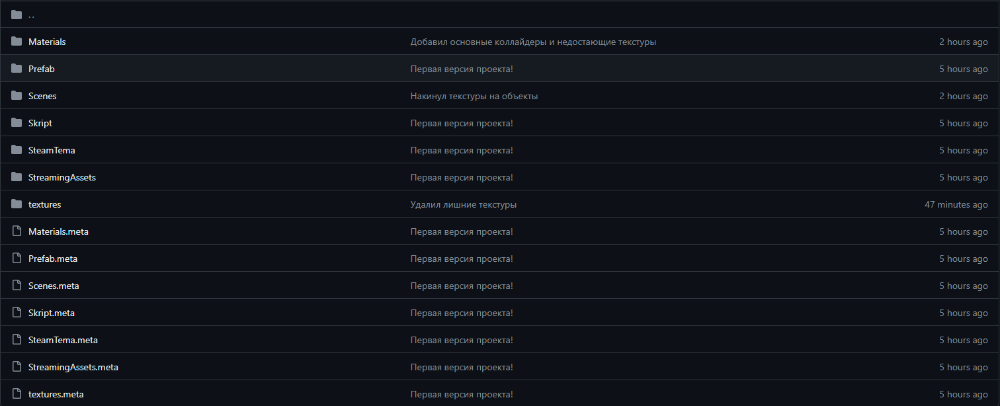 ..
Materials Добавил основные коллайдеры и недостающие текстуры 2 hours ago
Prefab Первая версия проекта! 5 hours ago
Scenes Накинул текстуры на объекты 2 hours ago
Skript Первая версия проекта! 5 hours ago
SteamTema Первая версия проекта! 5 hours ago
StreamingAssets Первая версия проекта! 5 hours ago
textures Удалил лишние текстуры 47 minutes ago
Materials.meta Первая версия проекта! 5 hours ago
Prefab.meta Первая версия проекта! 5 hours ago
Scenes.meta Первая версия проекта! 5 hours ago
Skript.meta Первая версия проекта! 5 hours ago
SteamTema.meta Первая версия проекта! 5 hours ago
StreamingAssets.meta Первая версия проекта! 5 hours ago
textures.meta Первая версия проекта! 5 hours ago